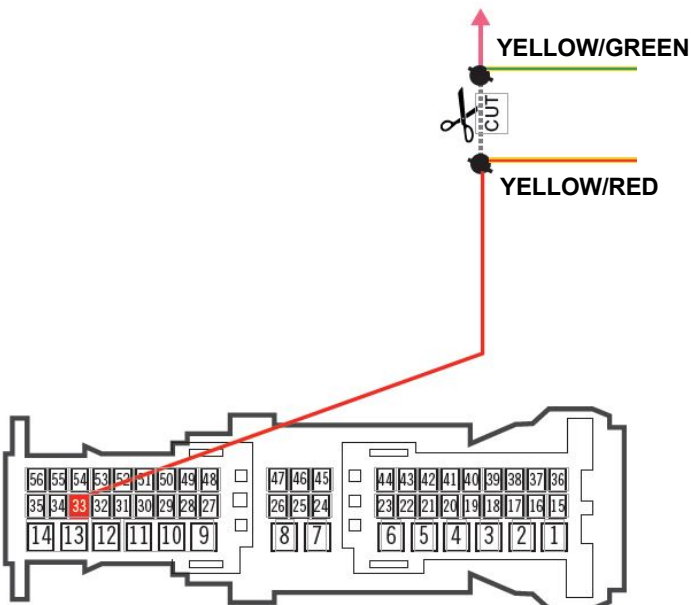 YELLOW/GREEN
CUT
YELLOW/RED
56 55 54 53 52 51 50 49 48 47 46 45 44 43 42 41 40 39 38 37 36
35 34 33 32 31 30 29 28 27 26 25 24 23 22 21 20 19 18 17 16 15
14 13 12 11 10 9 8 7 6 5 4 3 2 1